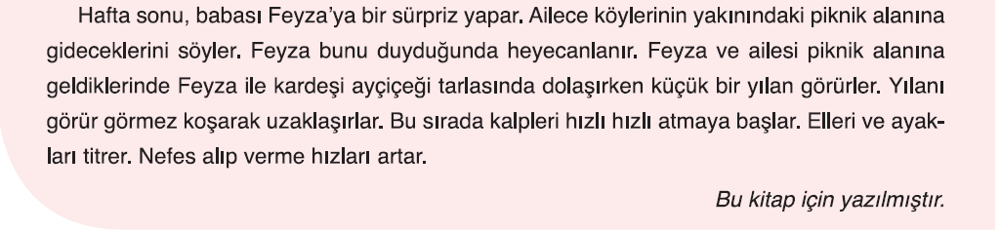 Hafta sonu, babası Feyza’ya bir sürpriz yapar. Ailece köylerinin yakınındaki piknik alanına
gideceklerini söyler. Feyza bunu duyduğunda heyecanlanır. Feyza ve ailesi piknik alanına
geldiklerinde Feyza ile kardeşi ayçiçeği tarlasında dolaşırken küçük bir yılan görürler. Yılanı
görür görmez koşarak uzaklaşırlar. Bu sırada kalpleri hızlı hızlı atmaya başlar. Elleri ve ayak-
ları titrer. Nefes alıp verme hızları artar.
Bu kitap için yazılmıştır.